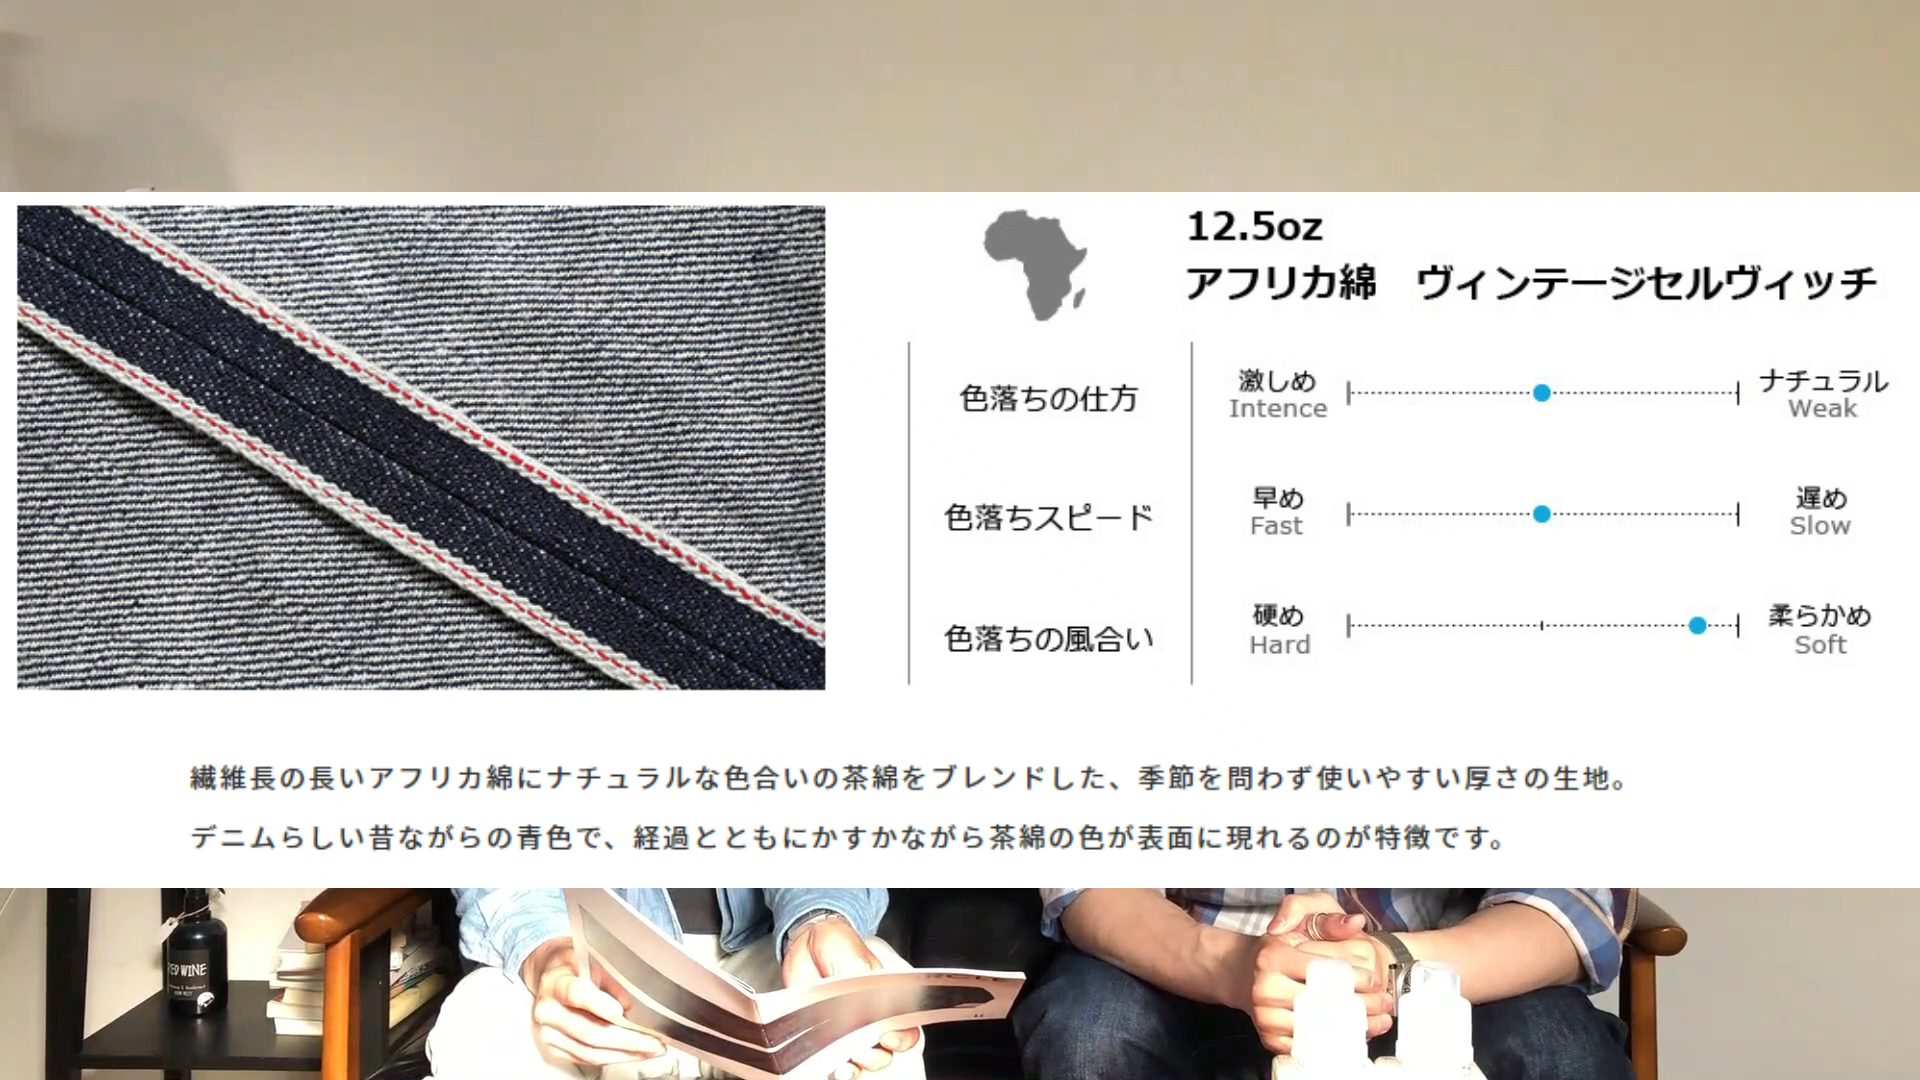 12.5oz
アフリカ綿　ヴィンテージセルヴィッチ
色落ちの仕方
激しめ
Intence
ナチュラル
Weak
色落ちスピード
早め
Fast
遅め
Slow
色落ちの風合い
硬め
Hard
柔らかめ
Soft
繊維長の長いアフリカ綿にナチュラルな色合いの茶綿をブレンドした、季節を問わず使いやすい厚さの生地。
デニムらしい昔ながらの青色で、経過とともにかすかながら茶綿の色が表面に現れるのが特徴です。
RED WINE